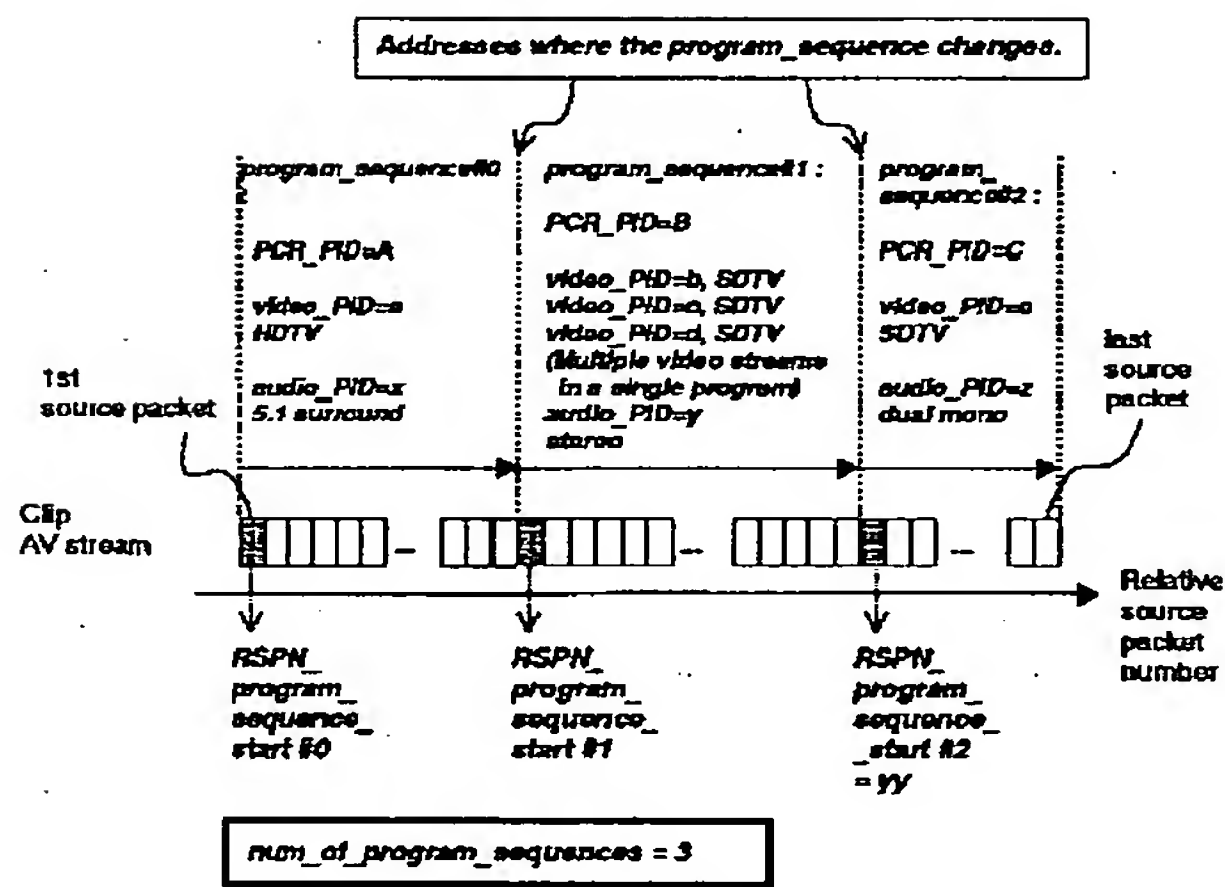 Addresses where the program_sequence changes.
program_sequence#0
PCR_PID=A
video_PID=a
HDTV
audio_PID=x
5.1 surround
program_sequence#1 :
PCR_PID=B
video_PID=b, SDTV
video_PID=c, SDTV
video_PID=d, SDTV
(Multiple video streams
in a single program)
audio_PID=y
stereo
program_
sequence#2 :
PCR_PID=C
SDTV
audio_PID=z
dual mono
1st
source packet
last
source
packet
Clip
AV stream
Relative
source
packet
number
RSPN_
program_
sequence_
start #0
RSPN_
program_
sequence_
start #1
RSPN_
program_
sequence_
_start #2
= yy
num_of_program_sequences = 3